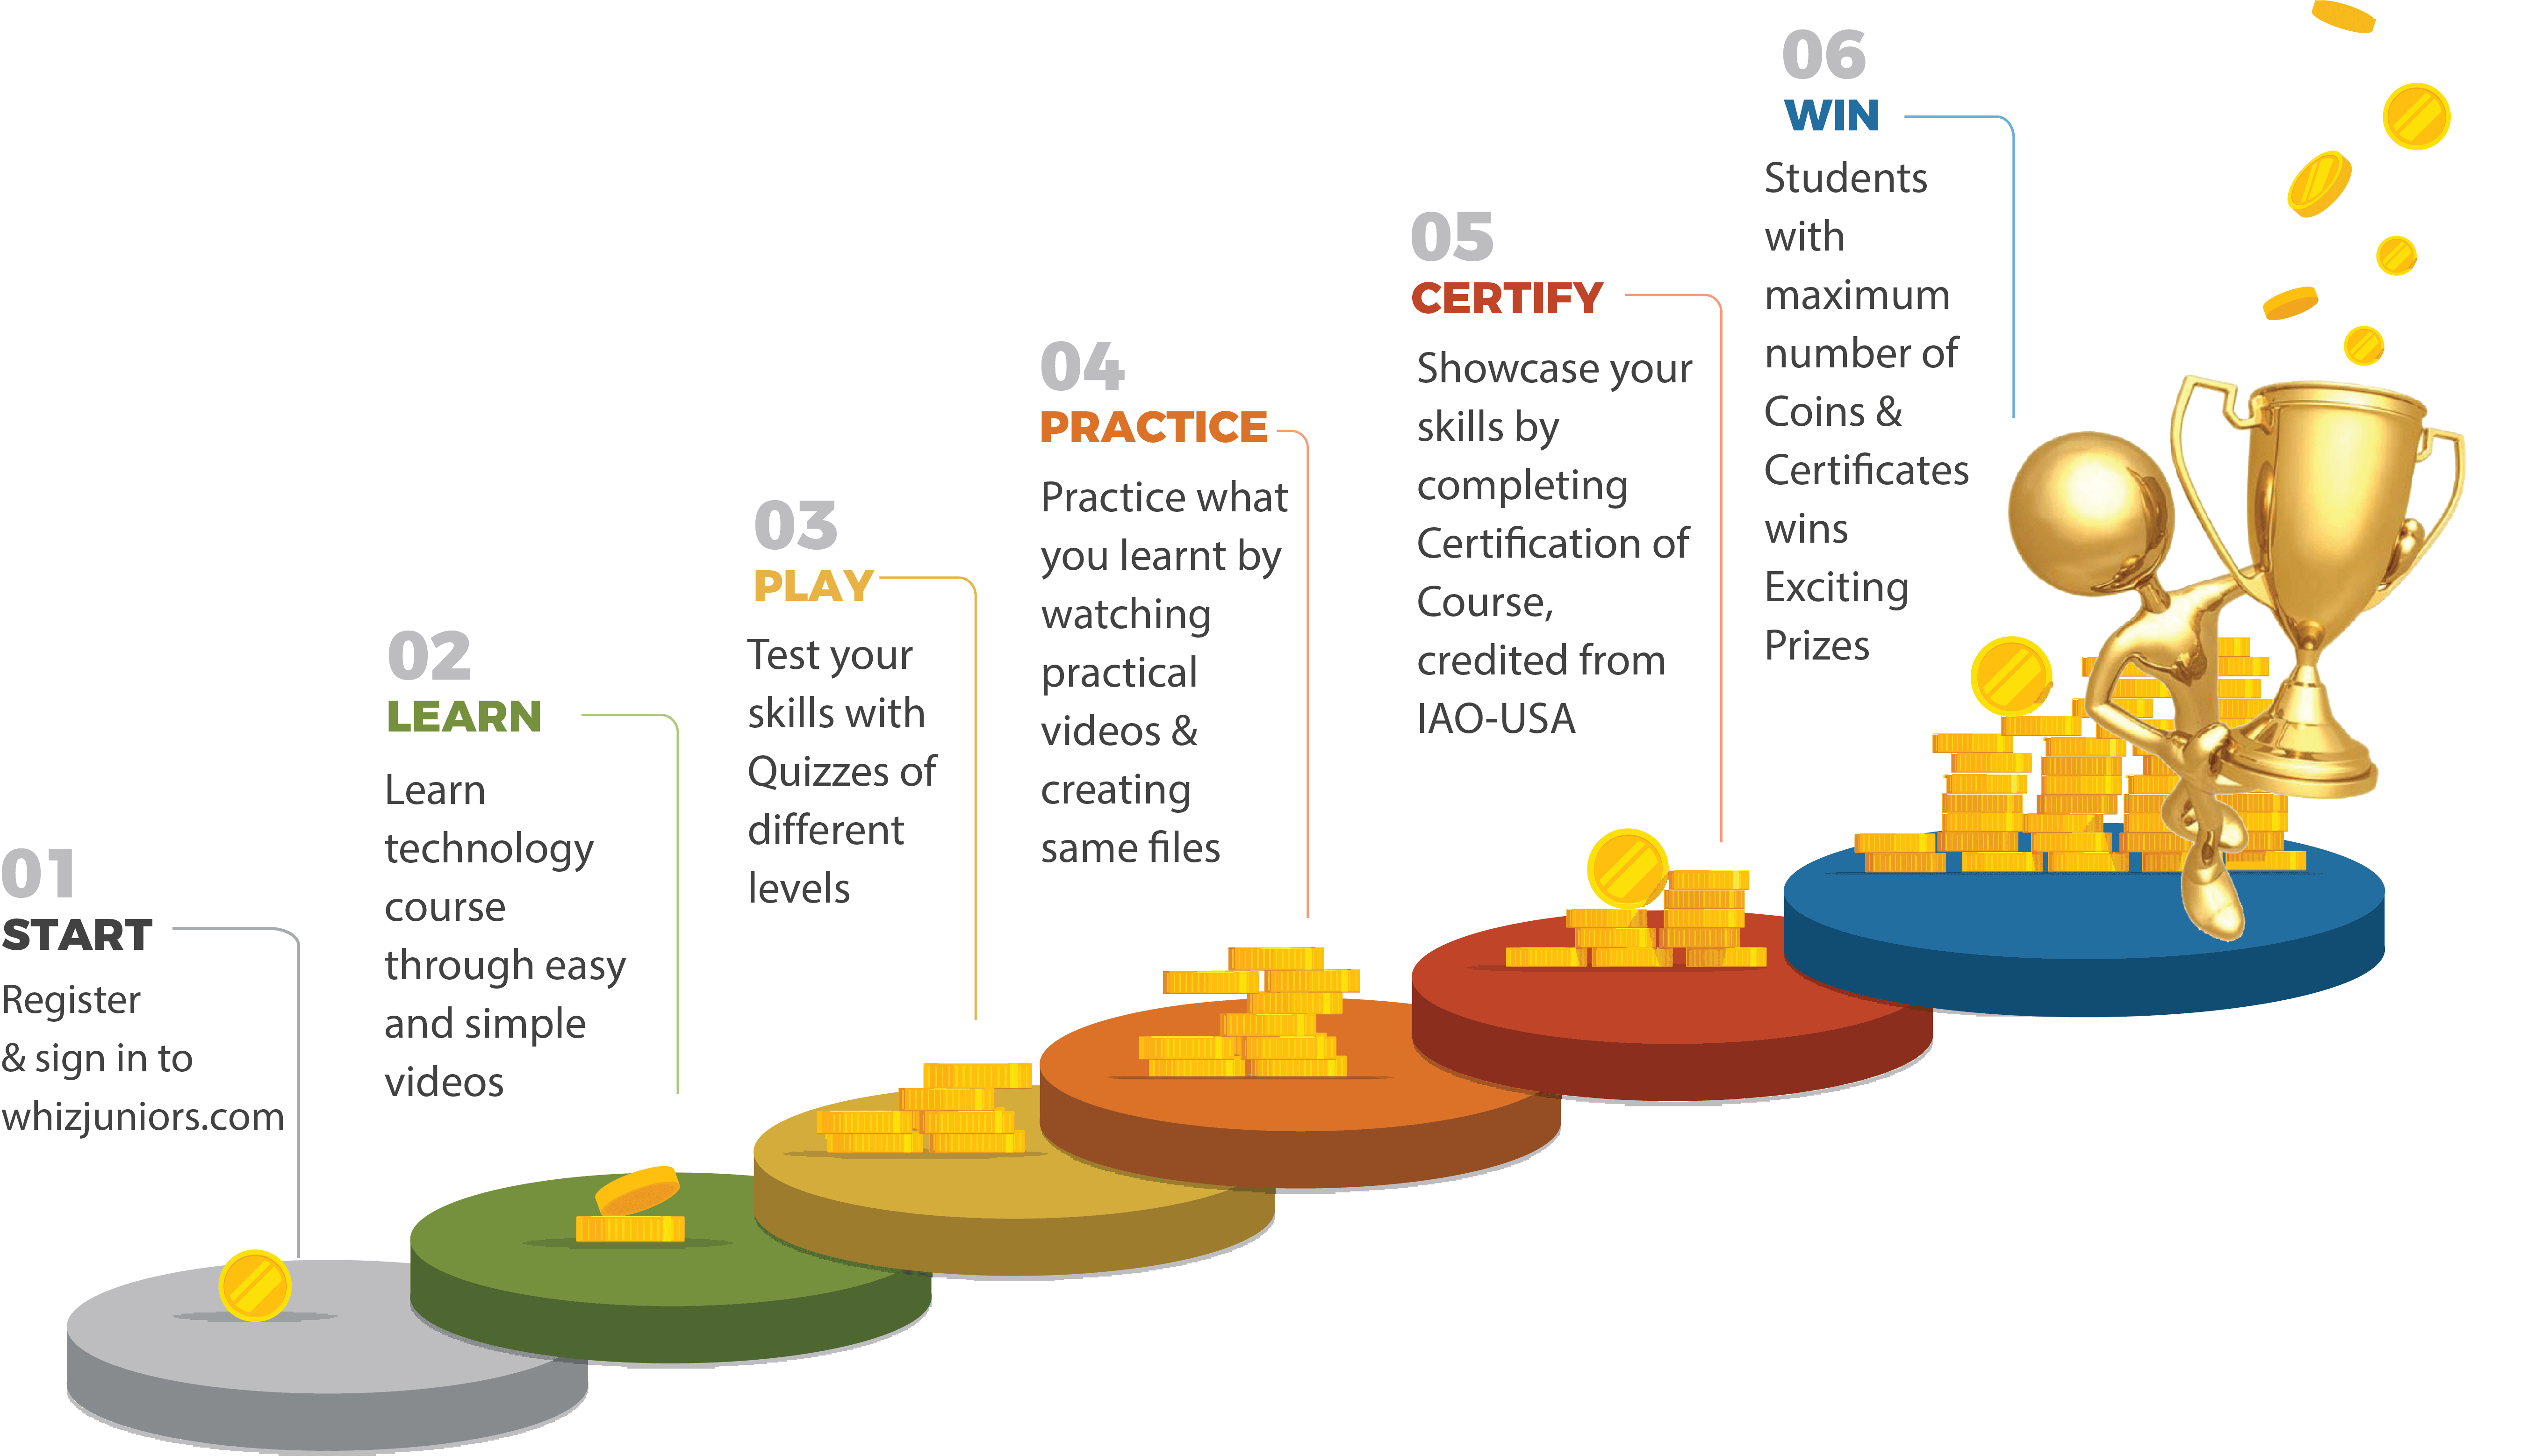 01
START
Register
& sign in to
whizjuniors.com
02
LEARN
Learn
technology
course
through easy
and simple
videos
03
PLAY
Test your
skills with
Quizzes of
different
levels
04
PRACTICE
Practice what
you learnt by
watching
practical
videos &
creating
same files
05
CERTIFY
Showcase your
skills by
completing
Certification of
Course,
credited from
IAO-USA
06
WIN
Students
with
maximum
number of
Coins &
Certificates
wins
Exciting
Prizes